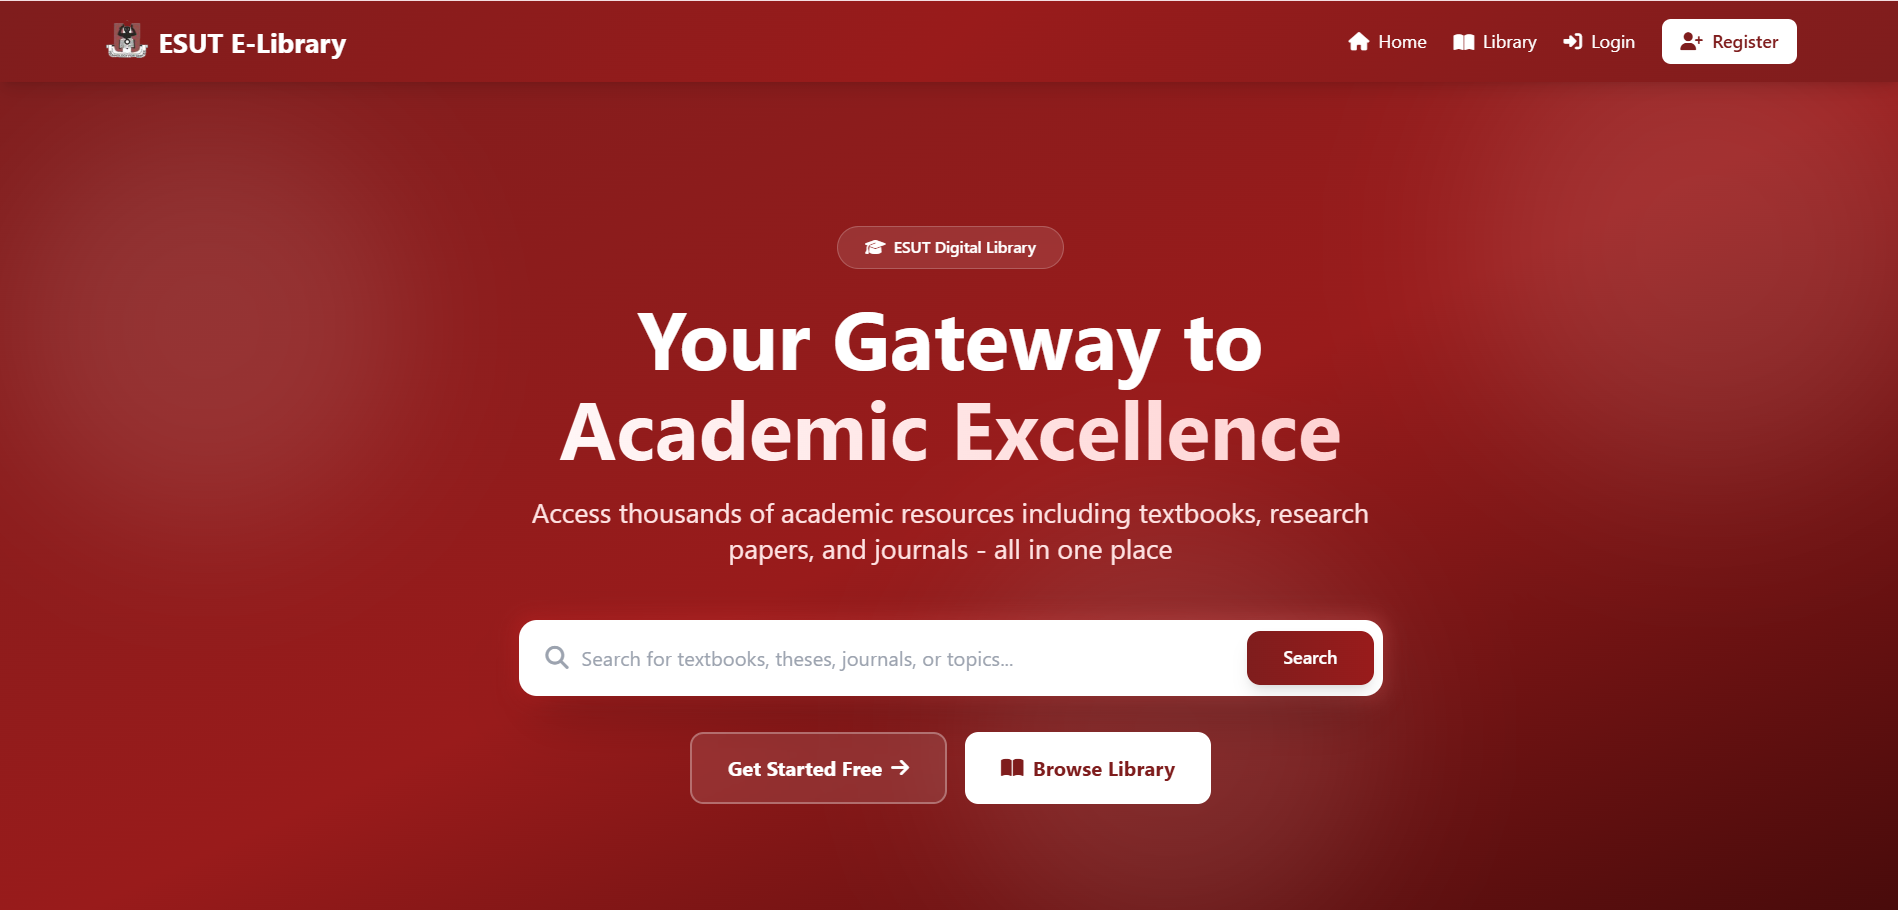 ESUT E-Library
Home
Library
Login
Register
ESUT Digital Library
Your Gateway to
Academic Excellence
Access thousands of academic resources including textbooks, research
papers, and journals - all in one place
Search for textbooks, theses, journals, or topics...
Search
Get Started Free
Browse Library